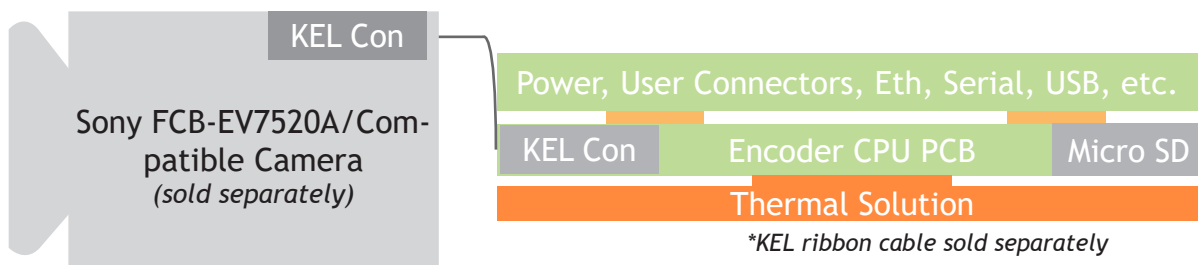 KEL Con
Sony FCB-EV7520A/Com-
patible Camera
(sold separately)
Power, User Connectors, Eth, Serial, USB, etc.
KEL Con
Encoder CPU PCB
Micro SD
Thermal Solution
*KEL ribbon cable sold separately